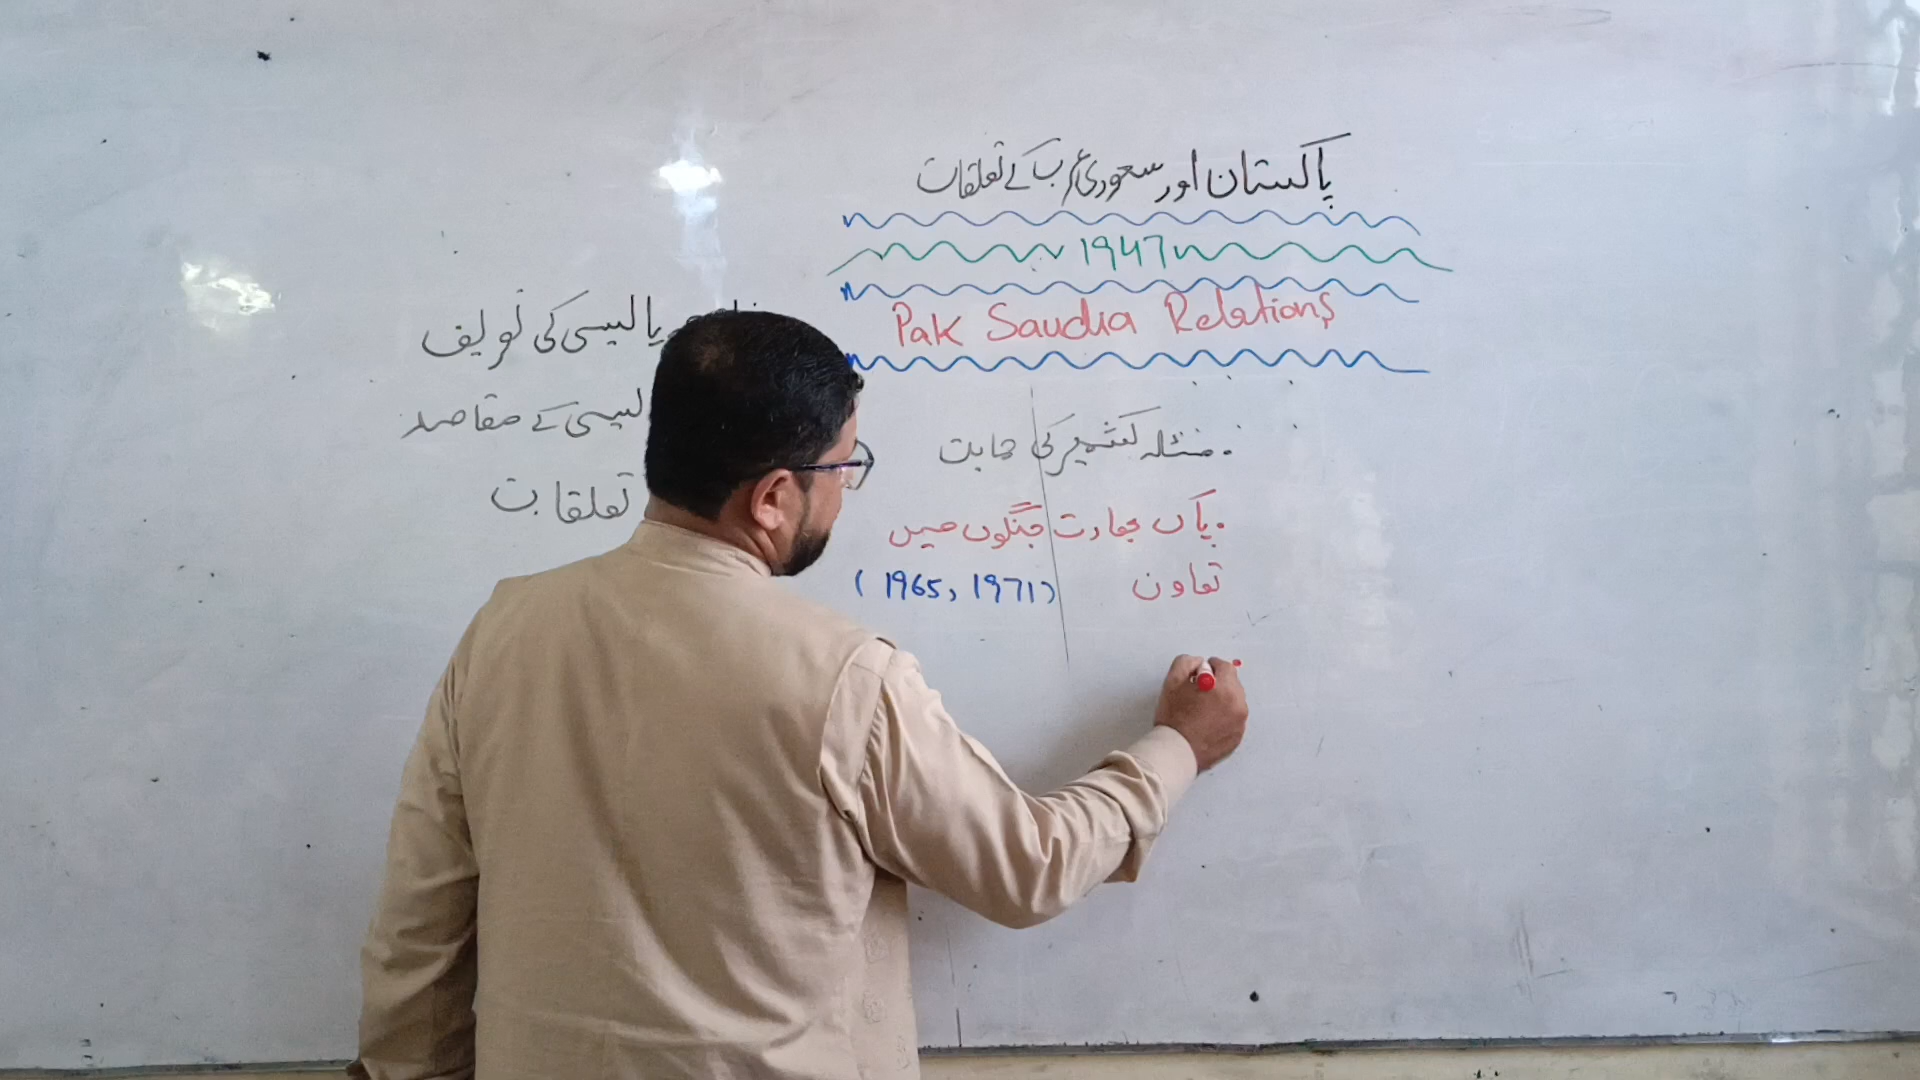 پاکستان اور سعودی عرب کے تعلقات
1947
Pak Saudia Relations
. مسئلہ کشمیر کی حمایت
. پاک بھارت جنگوں میں
تعاون (1965, 1971)
پالیسی کی تعریف
پالیسی کے مقاصد
تعلقات